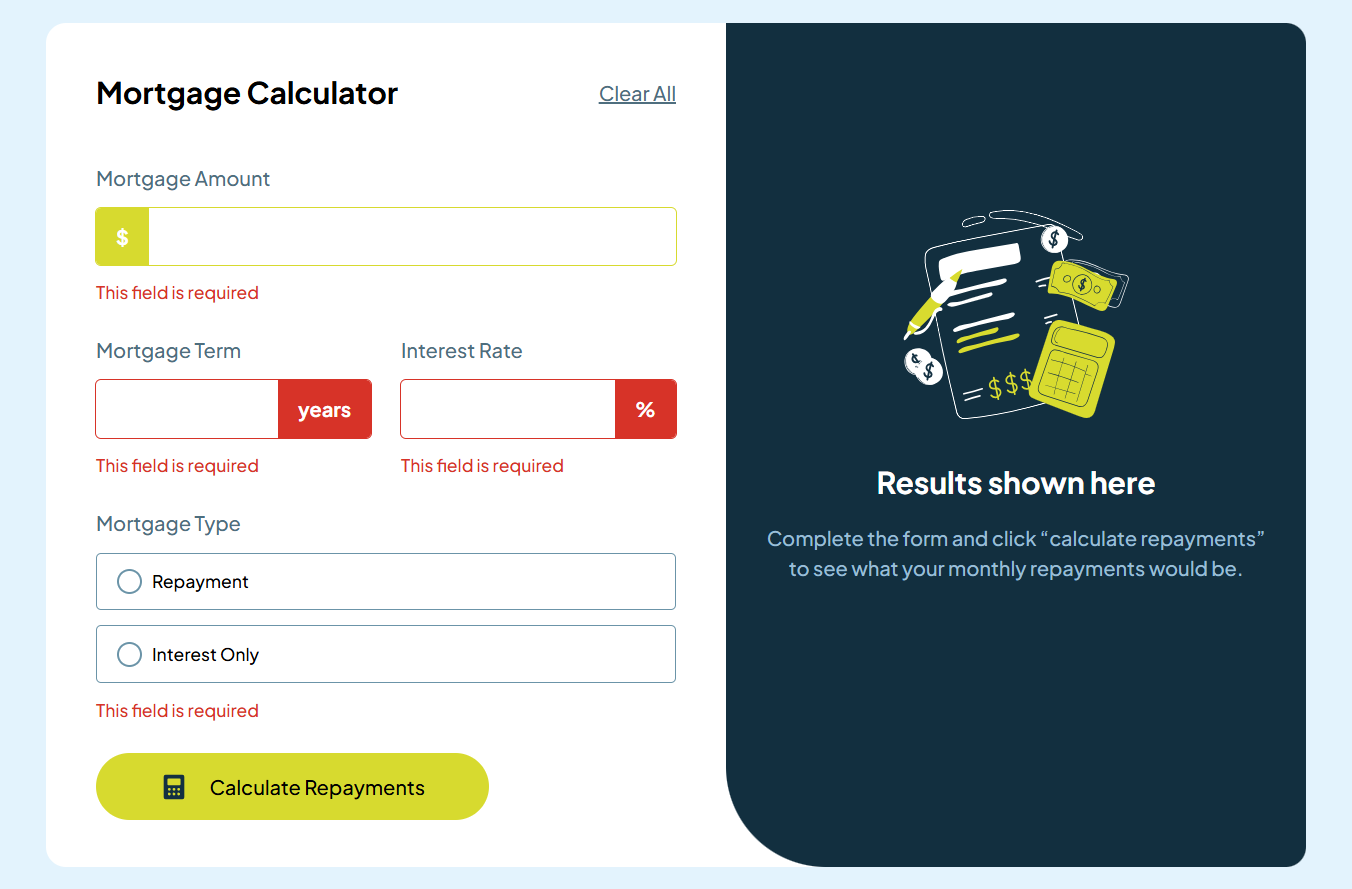 Mortgage Calculator
Clear All
Mortgage Amount
$
This field is required
Mortgage Term
years
This field is required
Interest Rate
%
This field is required
Mortgage Type
Repayment
Interest Only
This field is required
Calculate Repayments
$
$
$
$
$$$
Results shown here
Complete the form and click “calculate repayments”
to see what your monthly repayments would be.